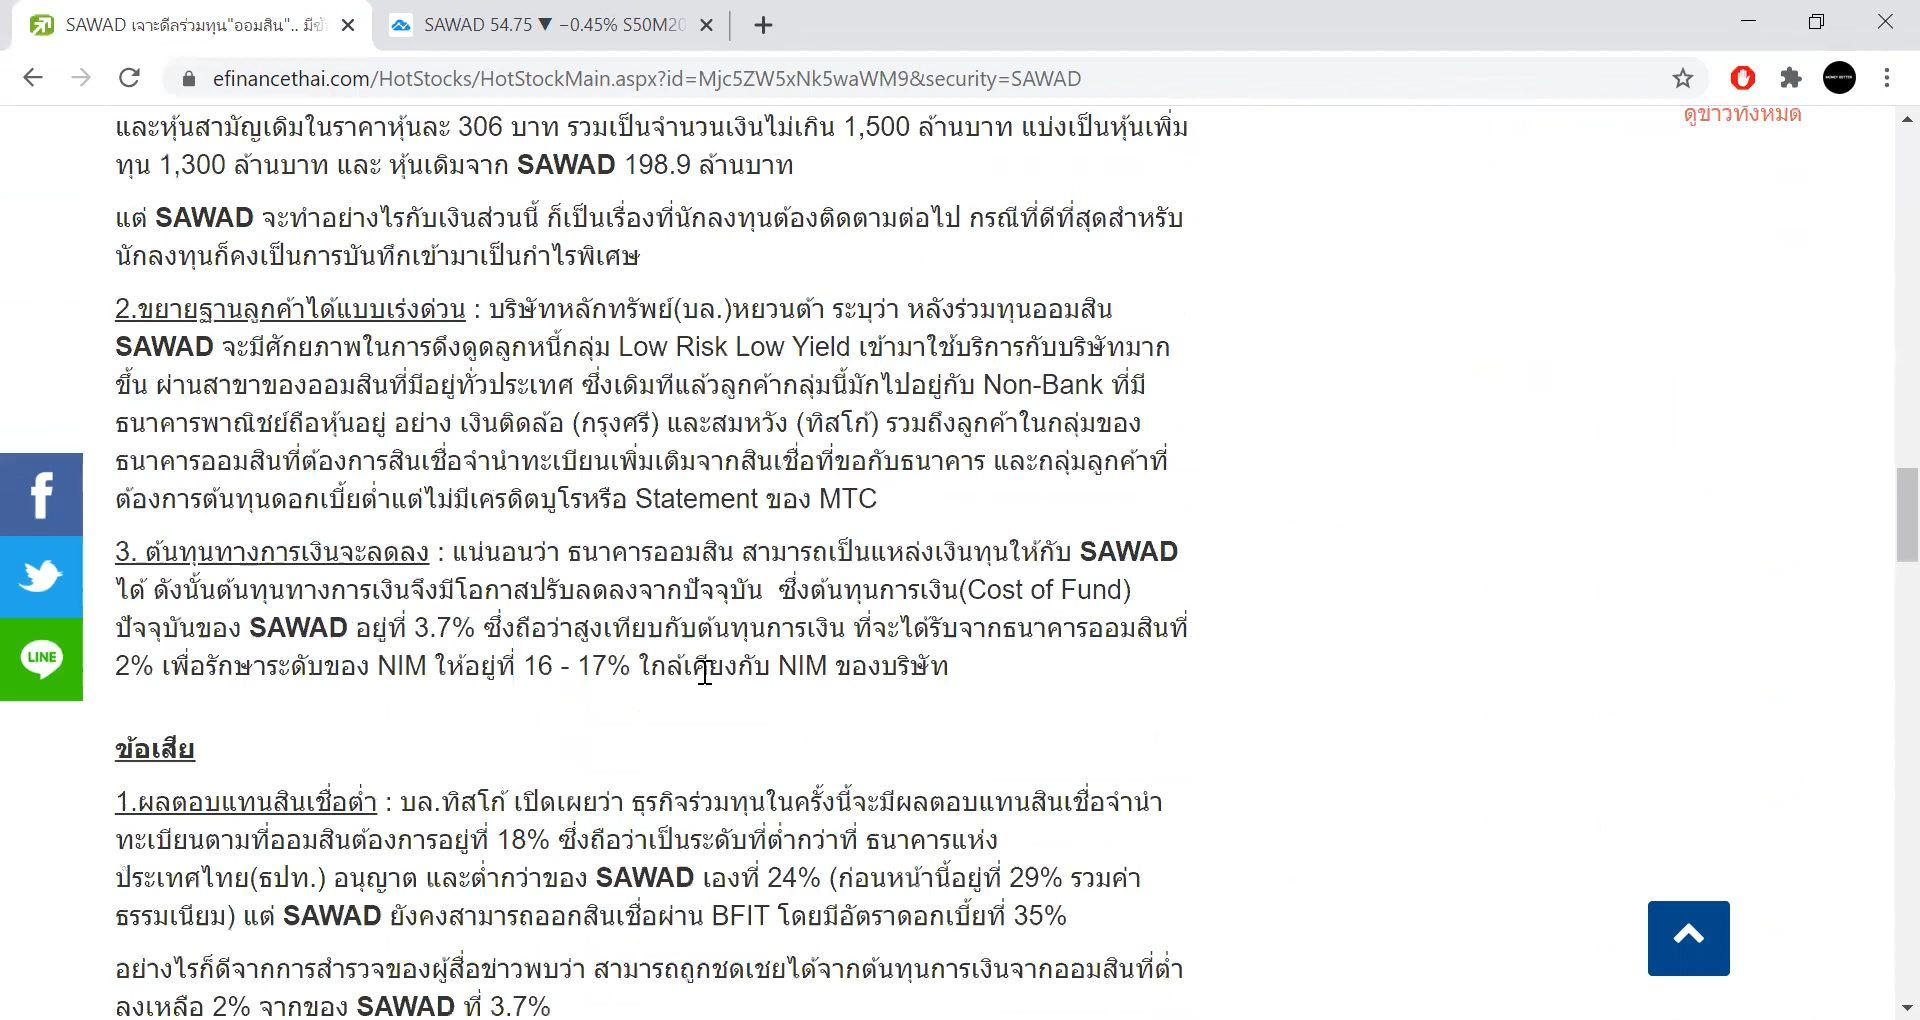 SAWAD เจาะดีลร่วมทุน"ออมสิน".. มีข้
SAWAD 54.75 ▼ −0.45% S50M20
efinancethai.com/HotStocks/HotStockMain.aspx?id=Mjc5ZW5xNk5waWM9&security=SAWAD
ดูข่าวทั้งหมด
และหุ้นสามัญเดิมในราคาหุ้นละ 306 บาท รวมเป็นจำนวนเงินไม่เกิน 1,500 ล้านบาท แบ่งเป็นหุ้นเพิ่ม
ทุน 1,300 ล้านบาท และ หุ้นเดิมจาก SAWAD 198.9 ล้านบาท
แต่ SAWAD จะทำอย่างไรกับเงินส่วนนี้ ก็เป็นเรื่องที่นักลงทุนต้องติดตามต่อไป กรณีที่ดีที่สุดสำหรับ
นักลงทุนก็คงเป็นการบันทึกเข้ามาเป็นกำไรพิเศษ
2.ขยายฐานลูกค้าได้แบบเร่งด่วน : บริษัทหลักทรัพย์(บล.)หยวนต้า ระบุว่า หลังร่วมทุนออมสิน
SAWAD จะมีศักยภาพในการดึงดูดลูกหนี้กลุ่ม Low Risk Low Yield เข้ามาใช้บริการกับบริษัทมาก
ขึ้น ผ่านสาขาของออมสินที่มีอยู่ทั่วประเทศ ซึ่งเดิมทีแล้วลูกค้ากลุ่มนี้มักไปอยู่กับ Non-Bank ที่มี
ธนาคารพาณิชย์ถือหุ้นอยู่ อย่าง เงินติดล้อ (กรุงศรี) และสมหวัง (ทิสโก้) รวมถึงลูกค้าในกลุ่มของ
ธนาคารออมสินที่ต้องการสินเชื่อจำนำทะเบียนเพิ่มเติมจากสินเชื่อที่ขอกับธนาคาร และกลุ่มลูกค้าที่
ต้องการต้นทุนดอกเบี้ยต่ำแต่ไม่มีเครดิตบูโรหรือ Statement ของ MTC
3. ต้นทุนทางการเงินจะลดลง : แน่นอนว่า ธนาคารออมสิน สามารถเป็นแหล่งเงินทุนให้กับ SAWAD
ได้ ดังนั้นต้นทุนทางการเงินจึงมีโอกาสปรับลดลงจากปัจจุบัน ซึ่งต้นทุนการเงิน(Cost of Fund)
ปัจจุบันของ SAWAD อยู่ที่ 3.7% ซึ่งถือว่าสูงเทียบกับต้นทุนการเงิน ที่จะได้รับจากธนาคารออมสินที่
2% เพื่อรักษาระดับของ NIM ให้อยู่ที่ 16 - 17% ใกล้เคียงกับ NIM ของบริษัท
LINE
ข้อเสีย
1.ผลตอบแทนสินเชื่อต่ำ : บล.ทิสโก้ เปิดเผยว่า ธุรกิจร่วมทุนในครั้งนี้จะมีผลตอบแทนสินเชื่อจำนำ
ทะเบียนตามที่ออมสินต้องการอยู่ที่ 18% ซึ่งถือว่าเป็นระดับที่ต่ำกว่าที่ ธนาคารแห่ง
ประเทศไทย(ธปท.) อนุญาต และต่ำกว่าของ SAWAD เองที่ 24% (ก่อนหน้านี้อยู่ที่ 29% รวมค่า
ธรรมเนียม) แต่ SAWAD ยังคงสามารถออกสินเชื่อผ่าน BFIT โดยมีอัตราดอกเบี้ยที่ 35%
อย่างไรก็ดีจากการสำรวจของผู้สื่อข่าวพบว่า สามารถถูกชดเชยได้จากต้นทุนการเงินจากออมสินที่ต่ำ
ลงเหลือ 2% จากของ SAWAD ที่ 3.7%